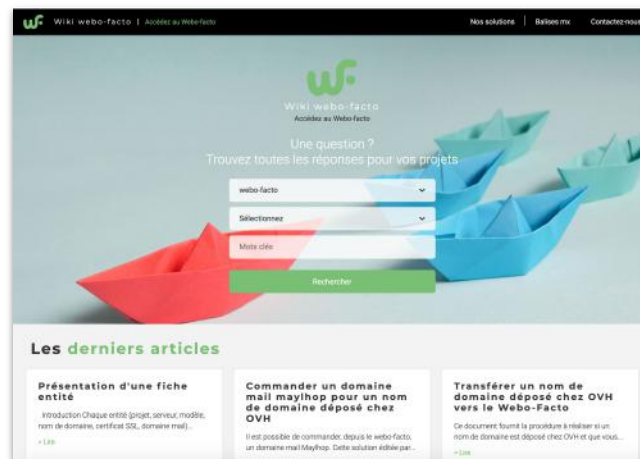 wf
Wiki webo-facto | Accédez au Webo-facto
Nos solutions | Balises mx Contactez-nous
wf
Wiki webo-facto
Accédez au Webo-facto
Une question ?
Trouvez toutes les réponses pour vos projets
webo-facto
Sélectionnez
Mots clés
Rechercher
Les derniers articles
Présentation d'une fiche
entité
Introduction Chaque entité (projet, serveur, modèle,
nom de domaine, certificat SSL, domaine mail)...
+ Lire
Commander un domaine
mail maylhop pour un nom
de domaine déposé chez
OVH
Il est possible de commander, depuis le webo-facto,
un domaine mail Maylhop. Cette solution éditée par...
Transférer un nom de
domaine déposé chez OVH
vers le Webo-Facto
Ce document fournit la procédure à réaliser si un
nom de domaine est déposé chez OVH et que vous...
+ Lire